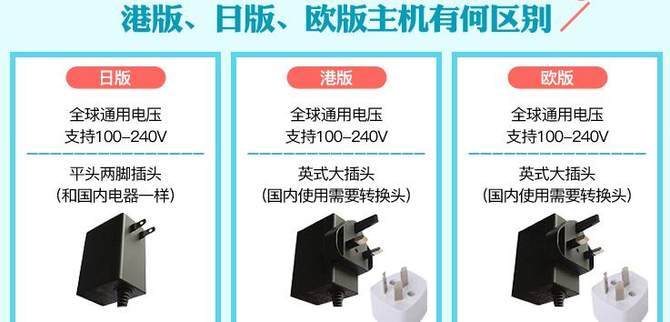 港版、日版、欧版主机有何区别
日版
全球通用电压
支持100-240V
平头两脚插头
(和国内电器一样)
港版
全球通用电压
支持100-240V
英式大插头
(国内使用需要转换头)
欧版
全球通用电压
支持100-240V
英式大插头
(国内使用需要转换头)